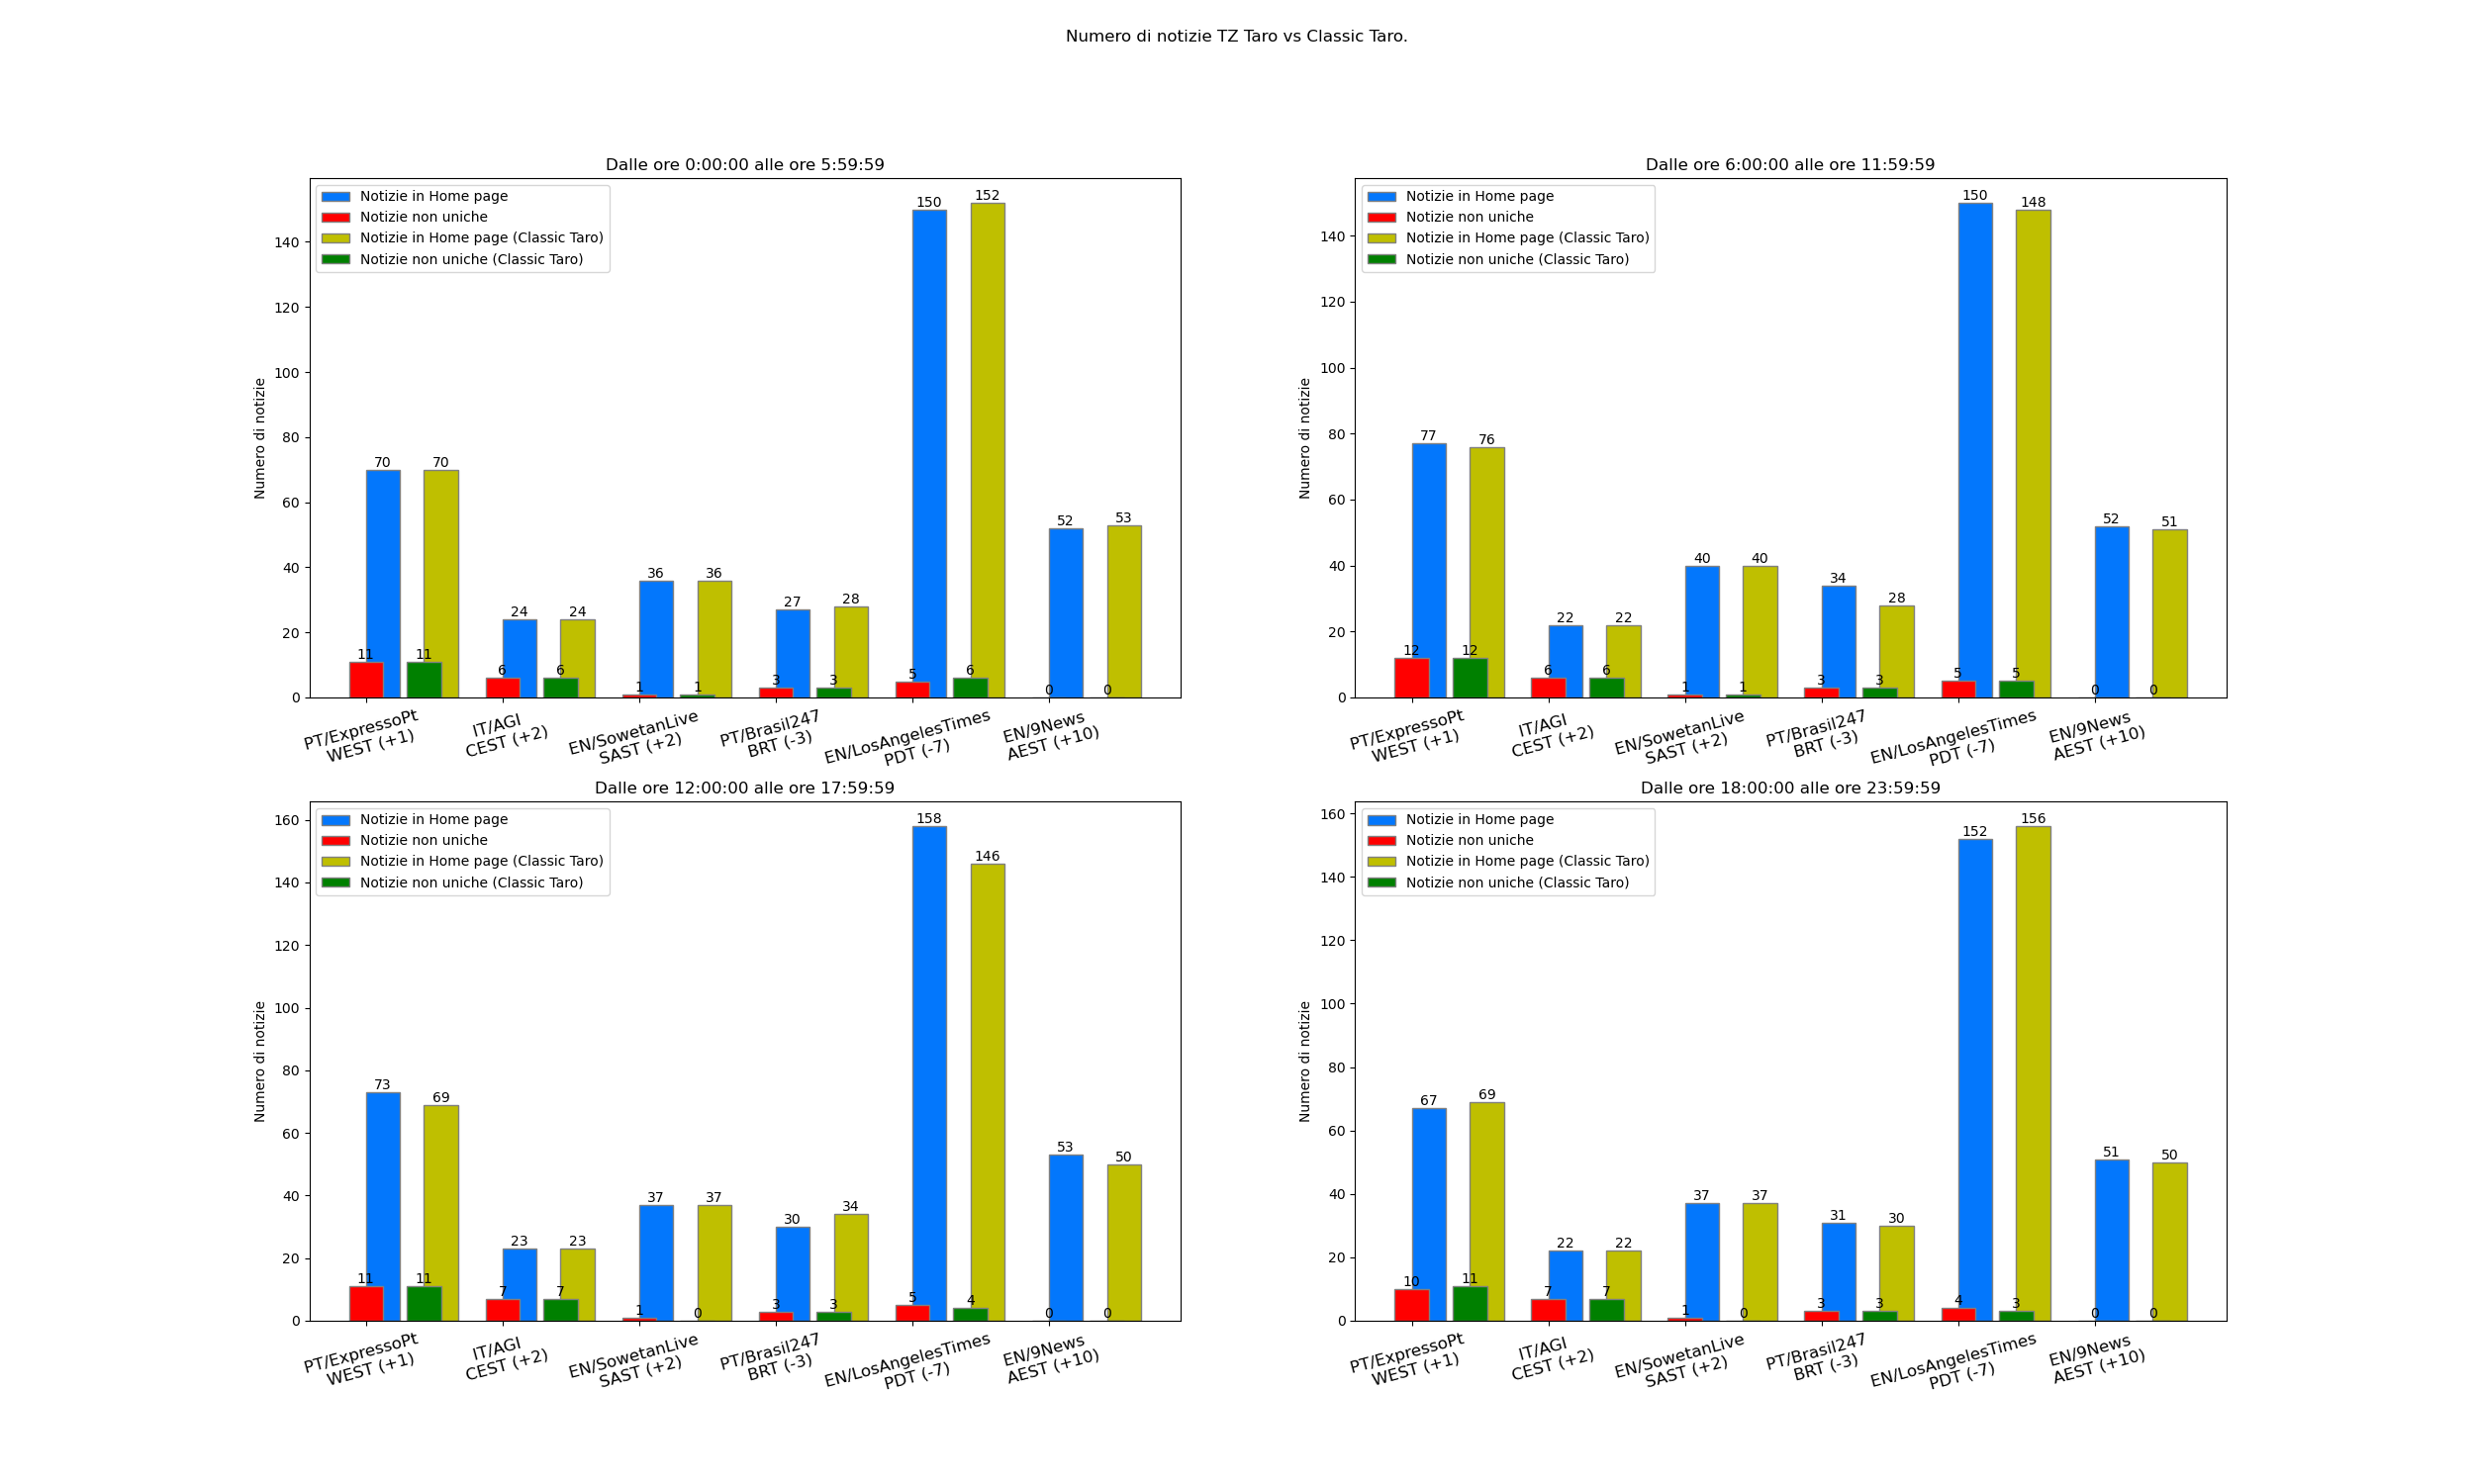 Numero di notizie TZ Taro vs Classic Taro.
Dalle ore 0:00:00 alle ore 5:59:59
Notizie in Home page
Notizie non uniche
Notizie in Home page (Classic Taro)
Notizie non uniche (Classic Taro)
Numero di notizie
140
120
100
80
60
40
20
0
11 70 11 70
6 24 6 24
1 36 1 36
3 27 3 28
5 150 6 152
0 52 0 53
PT/ExpressoPt
WEST (+1)
IT/AGI
CEST (+2)
EN/SowetanLive
SAST (+2)
PT/Brasil247
BRT (-3)
EN/LosAngelesTimes
PDT (-7)
EN/9News
AEST (+10)
Dalle ore 6:00:00 alle ore 11:59:59
Notizie in Home page
Notizie non uniche
Notizie in Home page (Classic Taro)
Notizie non uniche (Classic Taro)
Numero di notizie
140
120
100
80
60
40
20
0
12 77 12 76
6 22 6 22
1 40 1 40
3 34 3 28
5 150 5 148
0 52 0 51
PT/ExpressoPt
WEST (+1)
IT/AGI
CEST (+2)
EN/SowetanLive
SAST (+2)
PT/Brasil247
BRT (-3)
EN/LosAngelesTimes
PDT (-7)
EN/9News
AEST (+10)
Dalle ore 12:00:00 alle ore 17:59:59
Notizie in Home page
Notizie non uniche
Notizie in Home page (Classic Taro)
Notizie non uniche (Classic Taro)
Numero di notizie
160
140
120
100
80
60
40
20
0
11 73 11 69
7 23 7 23
1 37 0 37
3 30 3 34
5 158 4 146
0 53 0 50
PT/ExpressoPt
WEST (+1)
IT/AGI
CEST (+2)
EN/SowetanLive
SAST (+2)
PT/Brasil247
BRT (-3)
EN/LosAngelesTimes
PDT (-7)
EN/9News
AEST (+10)
Dalle ore 18:00:00 alle ore 23:59:59
Notizie in Home page
Notizie non uniche
Notizie in Home page (Classic Taro)
Notizie non uniche (Classic Taro)
Numero di notizie
160
140
120
100
80
60
40
20
0
10 67 11 69
7 22 7 22
1 37 0 37
3 31 3 30
4 152 3 156
0 51 0 50
PT/ExpressoPt
WEST (+1)
IT/AGI
CEST (+2)
EN/SowetanLive
SAST (+2)
PT/Brasil247
BRT (-3)
EN/LosAngelesTimes
PDT (-7)
EN/9News
AEST (+10)